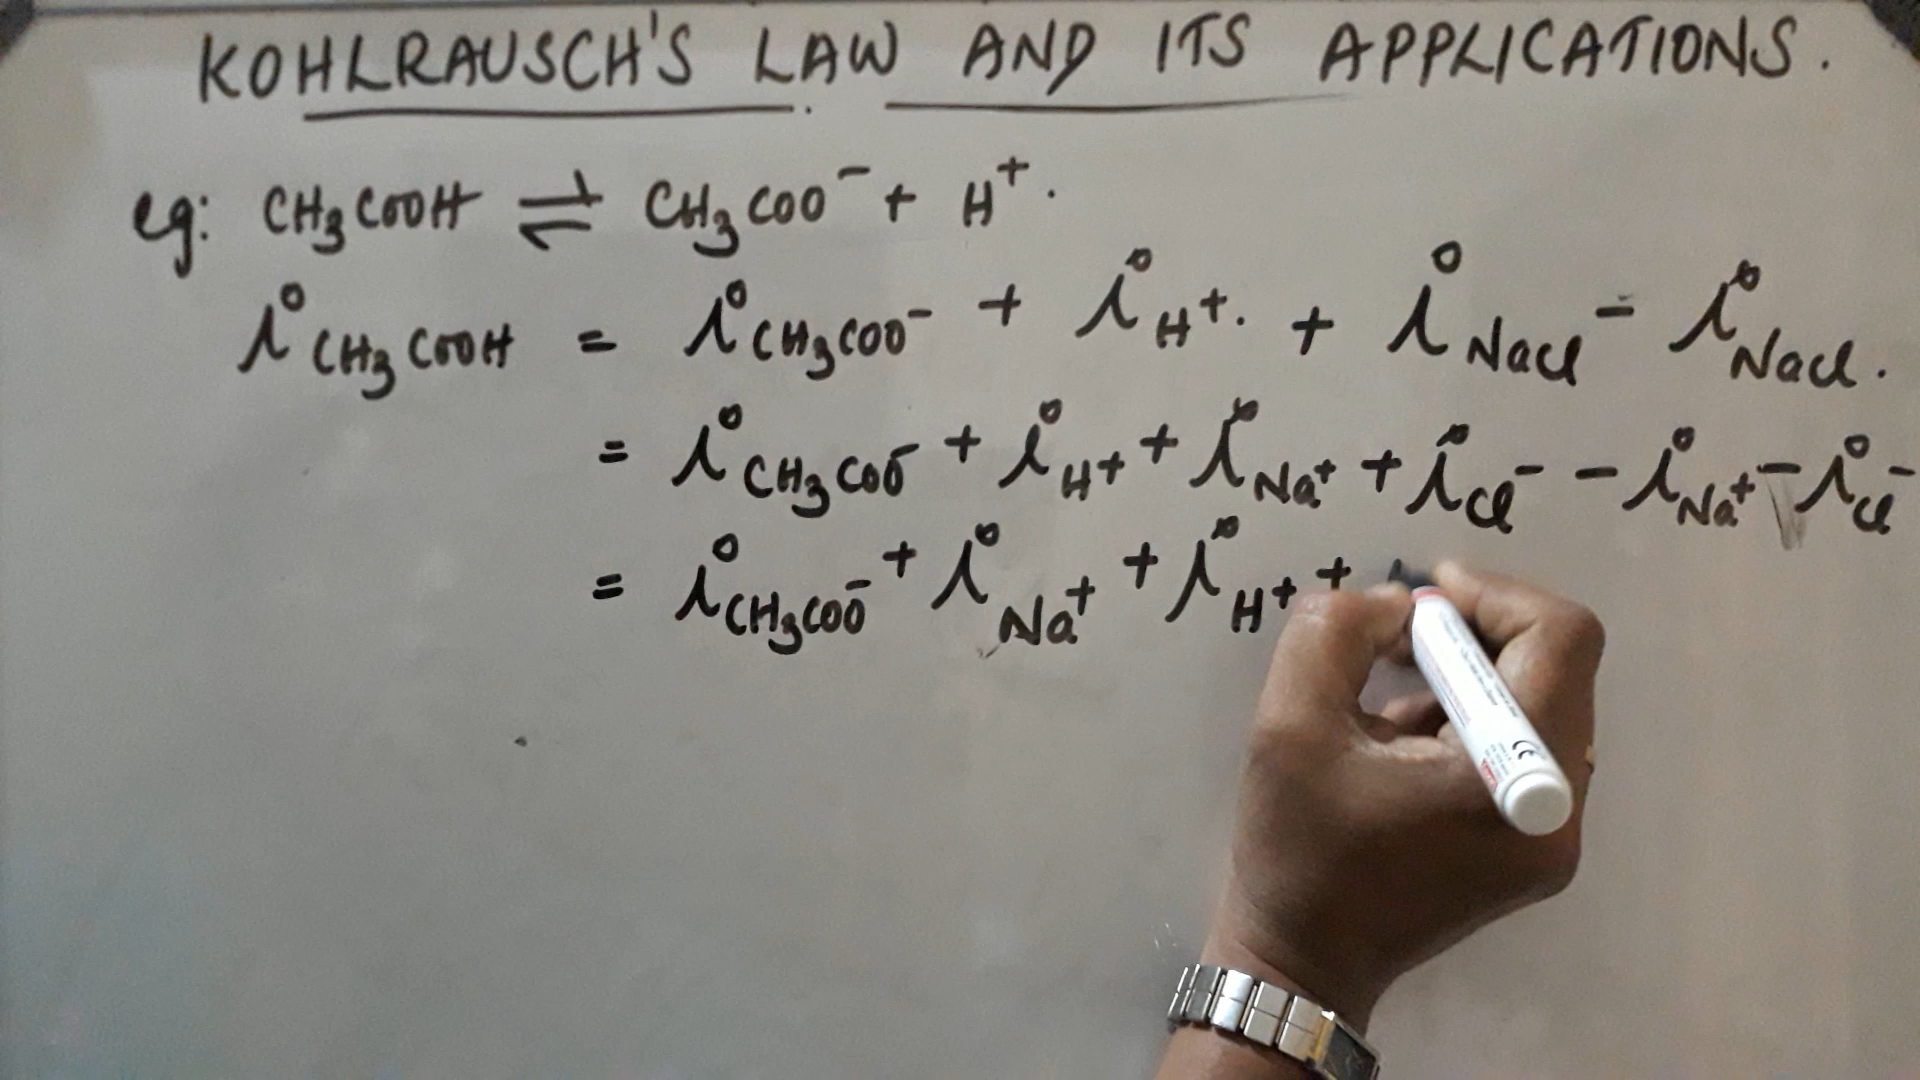 KOHLRAUSCH'S LAW AND ITS APPLICATIONS.
eg: CH₃COOH ⇌ CH₃COO⁻ + H⁺.
λ°CH₃COOH = λ°CH₃COO⁻ + λ°H⁺. + λ°NaCl - λ°NaCl.
= λ°CH₃COO⁻ + λ°H⁺ + λ°Na⁺ + λ°Cl⁻ - λ°Na⁺ - λ°Cl⁻
= λ°CH₃COO⁻ + λ°Na⁺ + λ°H⁺ +
CE